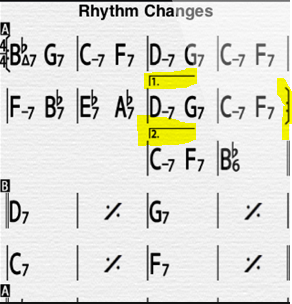 Rhythm Changes
A
4/4 B♭Δ7 G7 | C-7 F7 | D-7 G7 | C-7 F7
1.
F-7 B♭7 | E♭7 A♭7 | D-7 G7 | C-7 F7
2.
C-7 F7 | B♭6
B
D7 | 𝄎 | G7 | 𝄎
C7 | 𝄎 | F7 | 𝄎
A